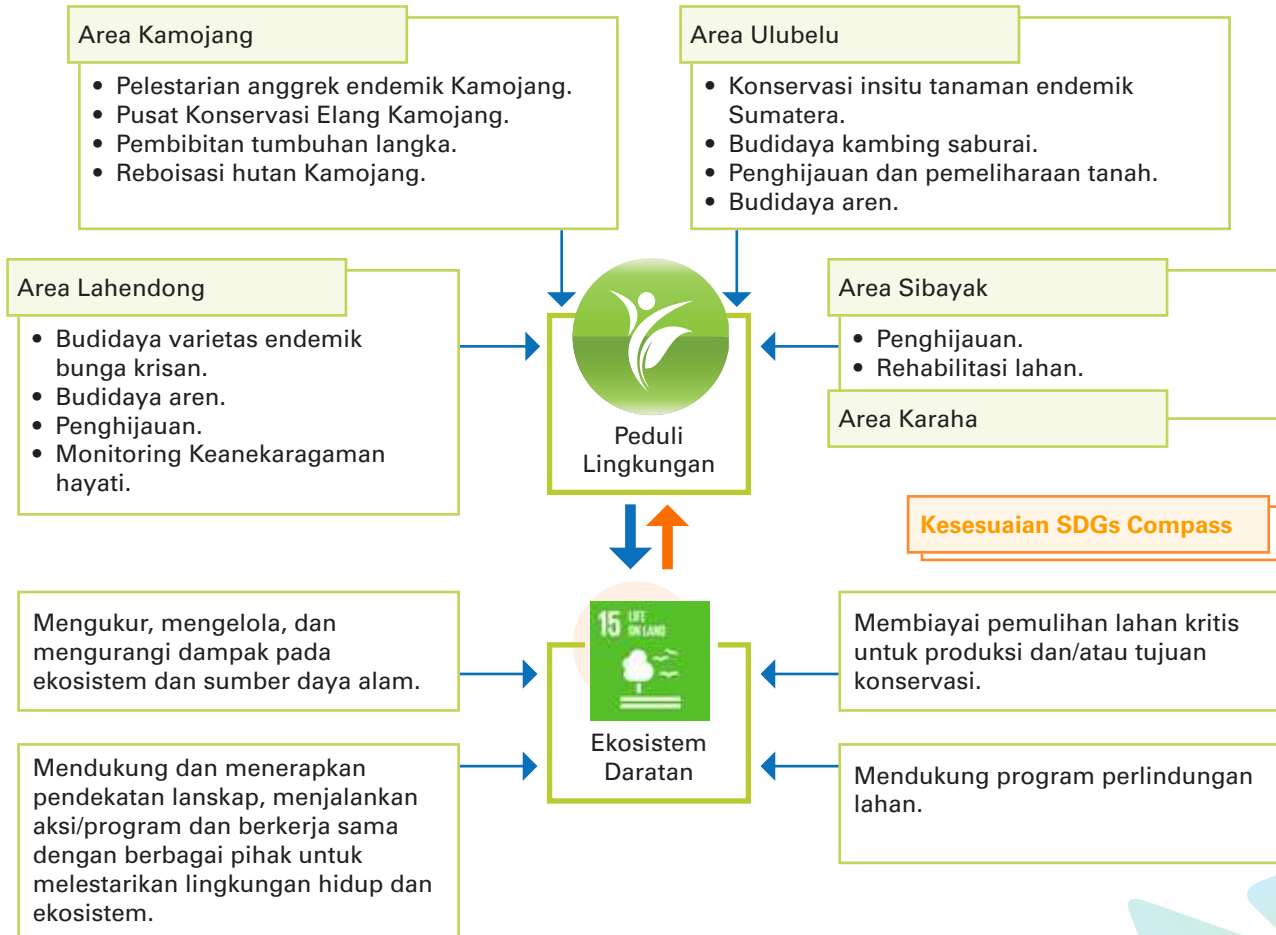 Area Kamojang
• Pelestarian anggrek endemik Kamojang.
• Pusat Konservasi Elang Kamojang.
• Pembibitan tumbuhan langka.
• Reboisasi hutan Kamojang.
Area Ulubelu
• Konservasi insitu tanaman endemik
Sumatera.
• Budidaya kambing saburai.
• Penghijauan dan pemeliharaan tanah.
• Budidaya aren.
Area Lahendong
• Budidaya varietas endemik
bunga krisan.
• Budidaya aren.
• Penghijauan.
• Monitoring Keanekaragaman
hayati.
Peduli
Lingkungan
Area Sibayak
• Penghijauan.
• Rehabilitasi lahan.
Area Karaha
Kesesuaian SDGs Compass
Mengukur, mengelola, dan
mengurangi dampak pada
ekosistem dan sumber daya alam.
Mendukung dan menerapkan
pendekatan lanskap, menjalankan
aksi/program dan berkerja sama
dengan berbagai pihak untuk
melestarikan lingkungan hidup dan
ekosistem.
15 LIFE
ON LAND
Ekosistem
Daratan
Membiayai pemulihan lahan kritis
untuk produksi dan/atau tujuan
konservasi.
Mendukung program perlindungan
lahan.